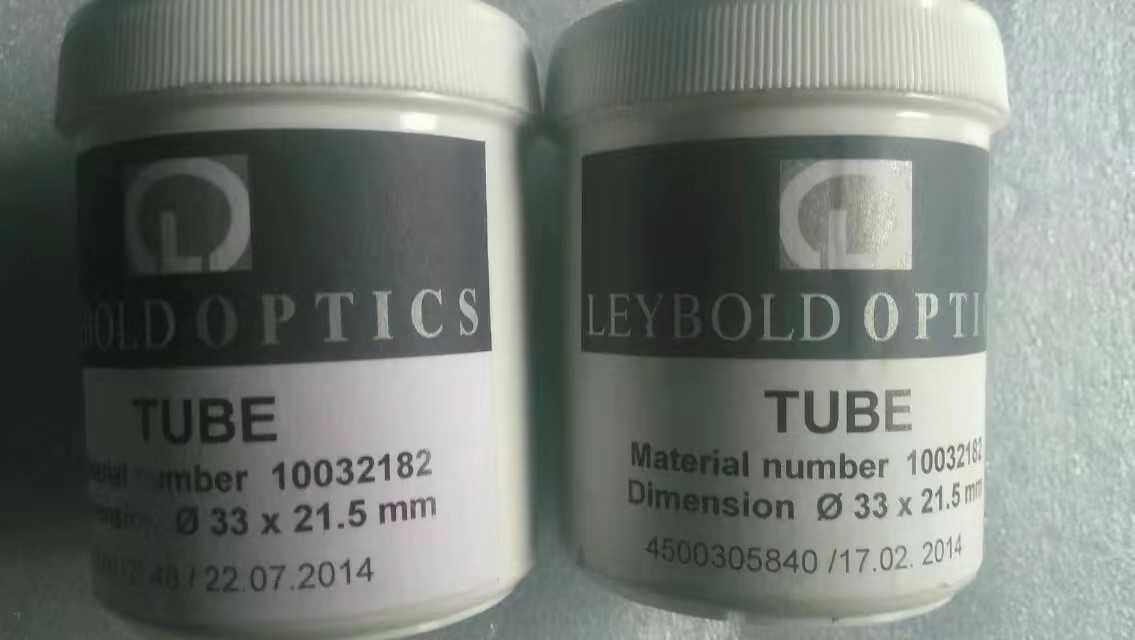 L
OPTICS
TUBE
10032182
Ø 33 x 21.5 mm
/ 22.07.2014
L
LEYBOLD OPTI
TUBE
Material number 10032182
Dimension Ø 33 x 21.5 mm
4500305840 /17.02. 2014